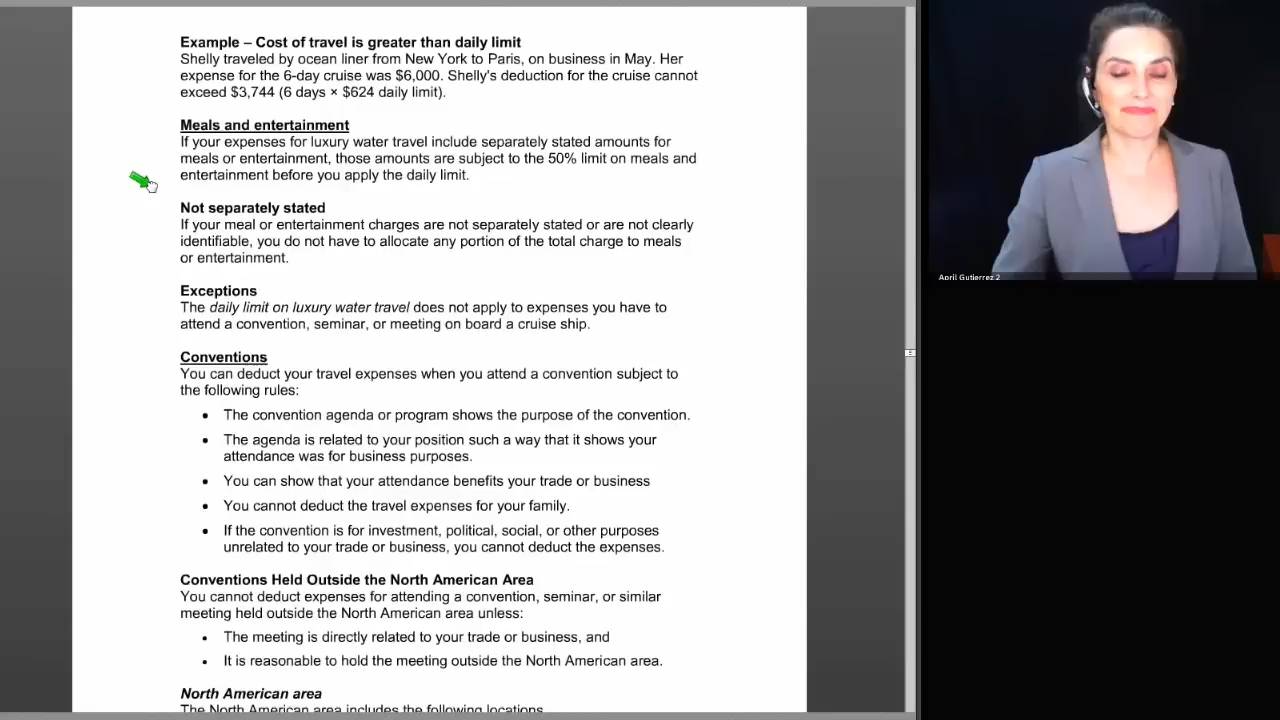 Example – Cost of travel is greater than daily limit
Shelly traveled by ocean liner from New York to Paris, on business in May. Her
expense for the 6-day cruise was $6,000. Shelly's deduction for the cruise cannot
exceed $3,744 (6 days × $624 daily limit).
Meals and entertainment
If your expenses for luxury water travel include separately stated amounts for
meals or entertainment, those amounts are subject to the 50% limit on meals and
entertainment before you apply the daily limit.
Not separately stated
If your meal or entertainment charges are not separately stated or are not clearly
identifiable, you do not have to allocate any portion of the total charge to meals
or entertainment.
Exceptions
The daily limit on luxury water travel does not apply to expenses you have to
attend a convention, seminar, or meeting on board a cruise ship.
Conventions
You can deduct your travel expenses when you attend a convention subject to
the following rules:
• The convention agenda or program shows the purpose of the convention.
• The agenda is related to your position such a way that it shows your
attendance was for business purposes.
• You can show that your attendance benefits your trade or business
• You cannot deduct the travel expenses for your family.
• If the convention is for investment, political, social, or other purposes
unrelated to your trade or business, you cannot deduct the expenses.
Conventions Held Outside the North American Area
You cannot deduct expenses for attending a convention, seminar, or similar
meeting held outside the North American area unless:
• The meeting is directly related to your trade or business, and
• It is reasonable to hold the meeting outside the North American area.
North American area
The North American area includes the following locations
April Gutierrez 2